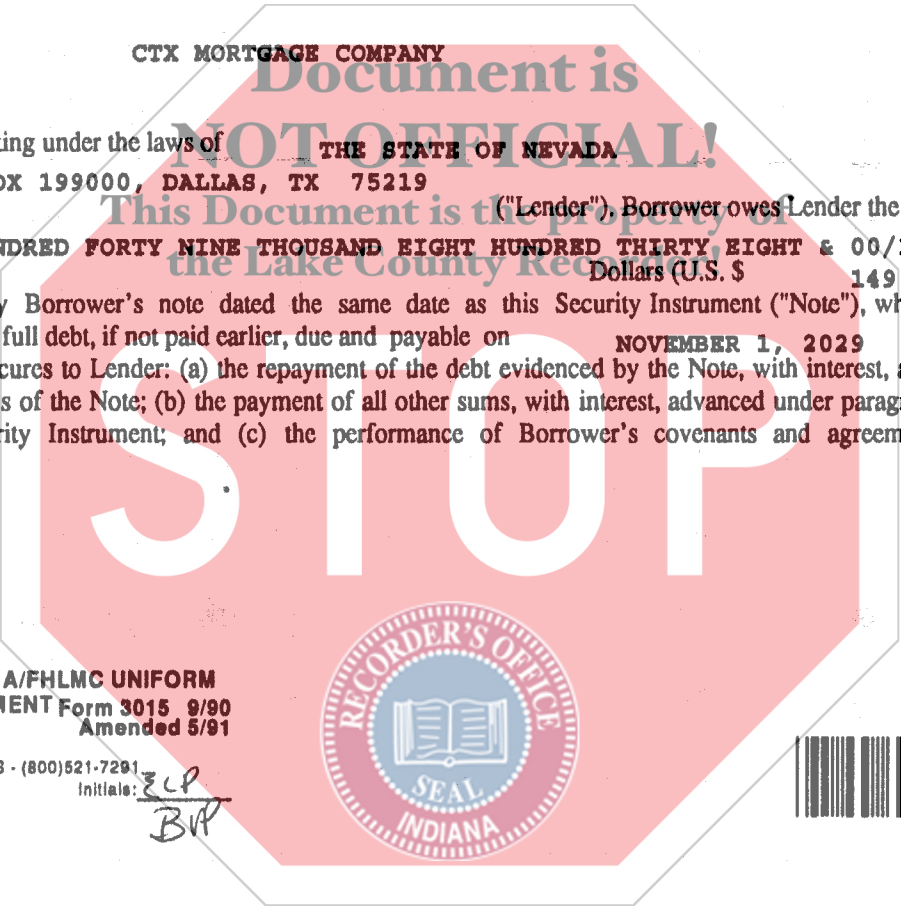 CTX MORTGAGE COMPANY
Document is
NOT OFFICIAL!
king under the laws of THE STATE OF NEVADA
OX 199000, DALLAS, TX 75219
This Document is the property of
("Lender"). Borrower owes Lender the
NDRED FORTY NINE THOUSAND EIGHT HUNDRED THIRTY EIGHT & 00/1
the Lake County Recorder!
Dollars (U.S. $ 149
y Borrower's note dated the same date as this Security Instrument ("Note"), wh
full debt, if not paid earlier, due and payable on NOVEMBER 1, 2029
cures to Lender: (a) the repayment of the debt evidenced by the Note, with interest, a
s of the Note; (b) the payment of all other sums, with interest, advanced under paragr
rity Instrument; and (c) the performance of Borrower's covenants and agreem
STOP
RECORDER'S OFFICE
SEAL
INDIANA
A/FHLMC UNIFORM
MENT Form 3015 9/90
Amended 5/91
S - (800)521-7291
Initials: ELP
BVP